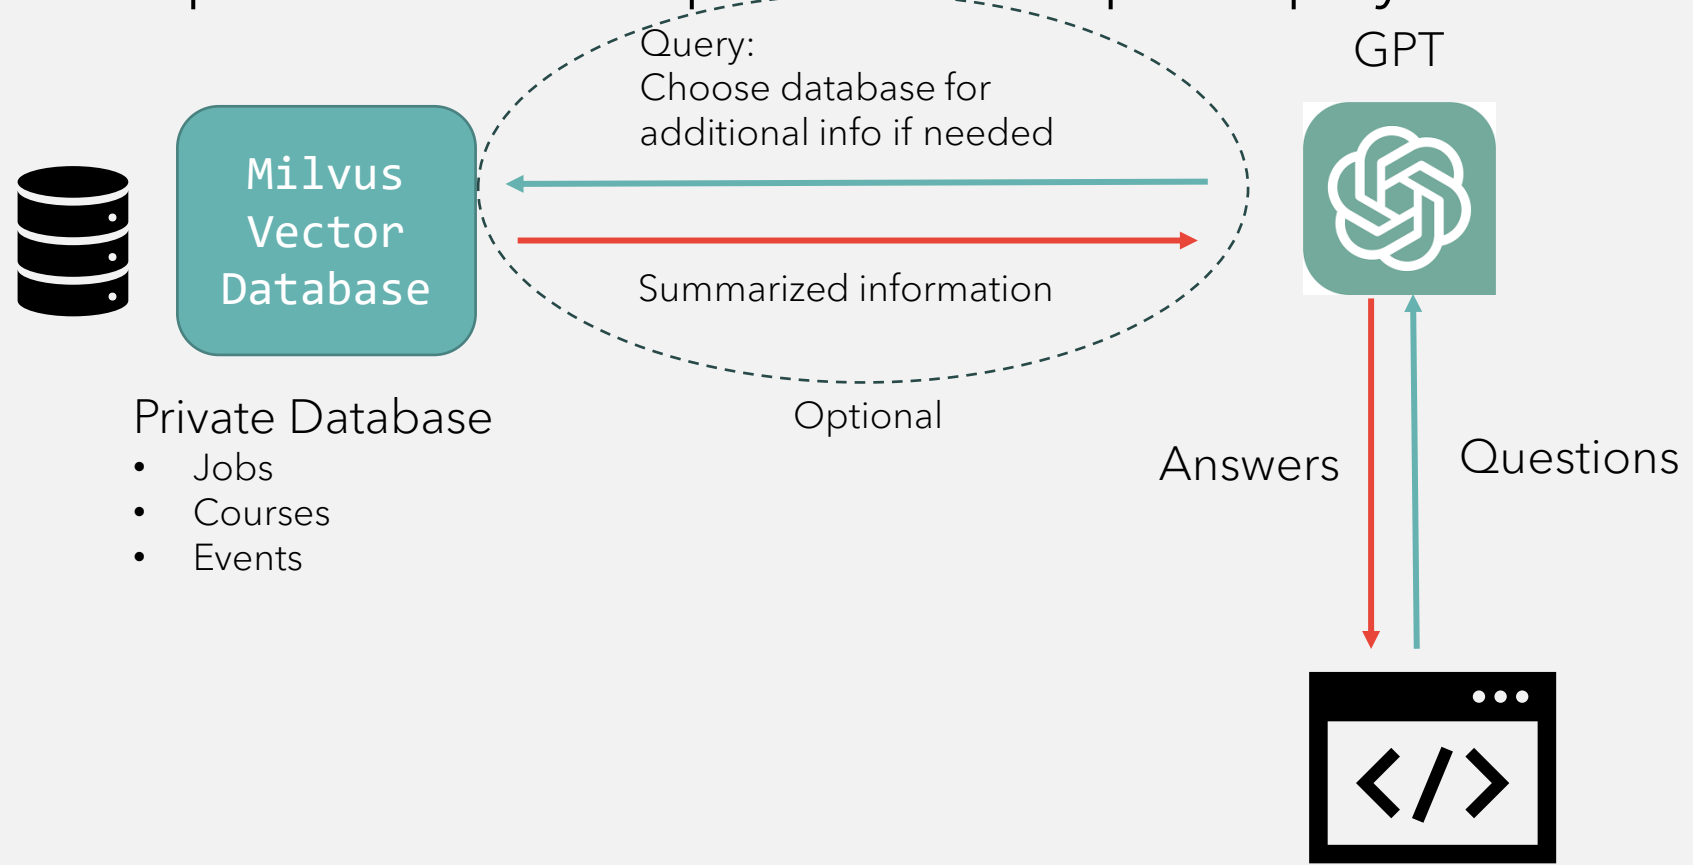 GPT
Query:
Choose database for
additional info if needed
Milvus
Vector
Database
Summarized information
Optional
Private Database
• Jobs
• Courses
• Events
Answers
Questions
</>